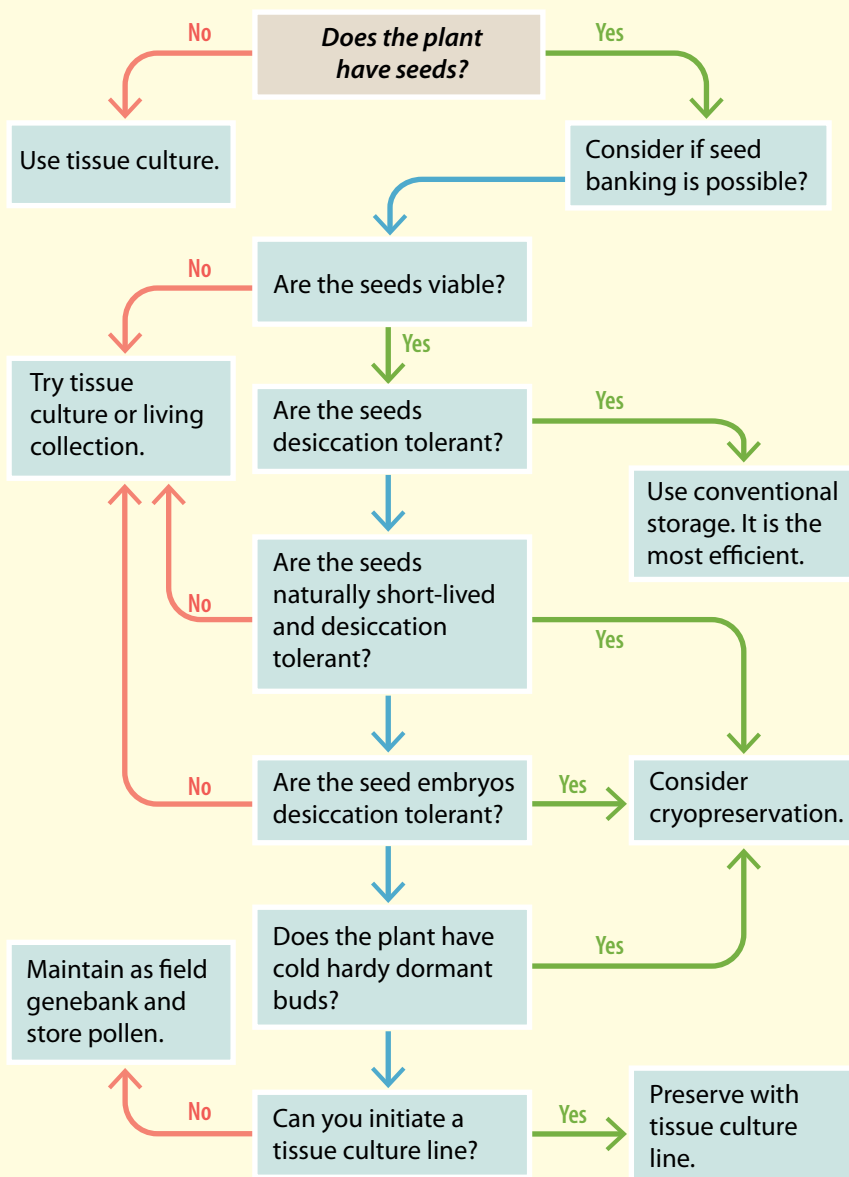 Does the plant
have seeds?
No
Yes
Use tissue culture.
Consider if seed
banking is possible?
Are the seeds viable?
No
Yes
Try tissue
culture or living
collection.
Are the seeds
desiccation tolerant?
Yes
Use conventional
storage. It is the
most efficient.
Are the seeds
naturally short-lived
and desiccation
tolerant?
No
Yes
Are the seed embryos
desiccation tolerant?
No
Yes
Consider
cryopreservation.
Does the plant have
cold hardy dormant
buds?
Yes
Maintain as field
genebank and
store pollen.
Can you initiate a
tissue culture line?
No
Yes
Preserve with
tissue culture
line.